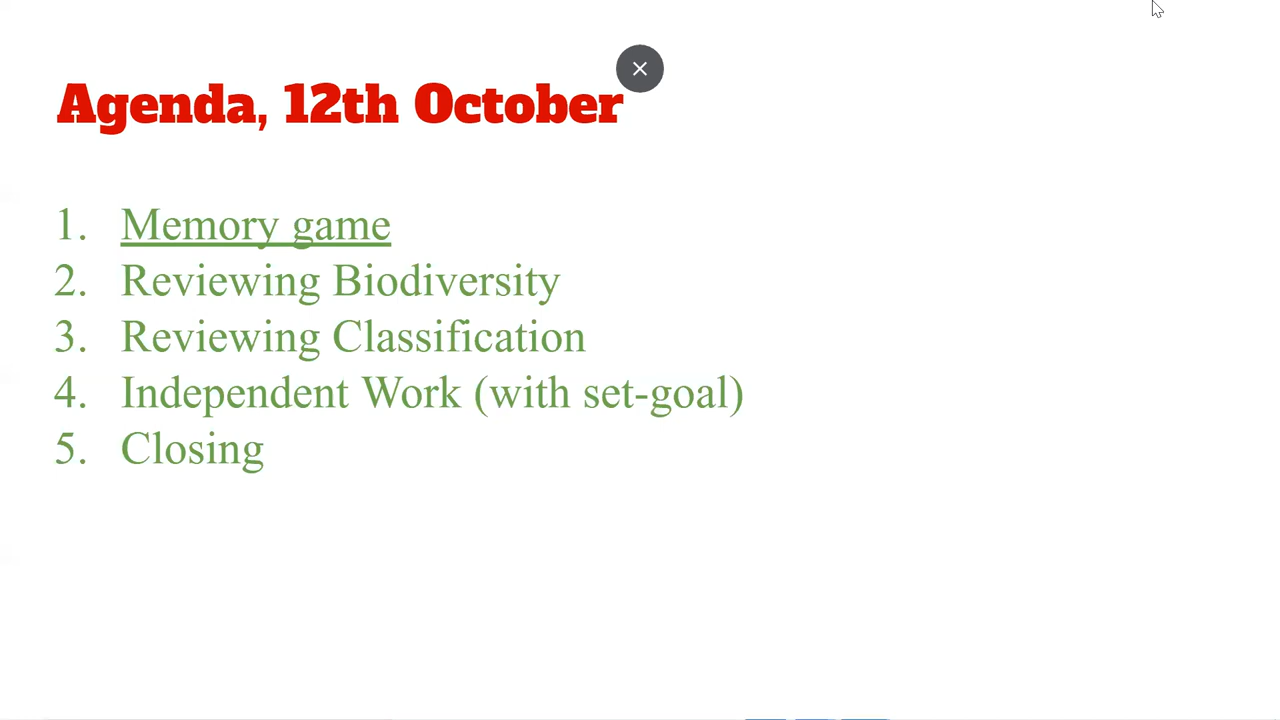 Agenda, 12th October
1. Memory game
2. Reviewing Biodiversity
3. Reviewing Classification
4. Independent Work (with set-goal)
5. Closing